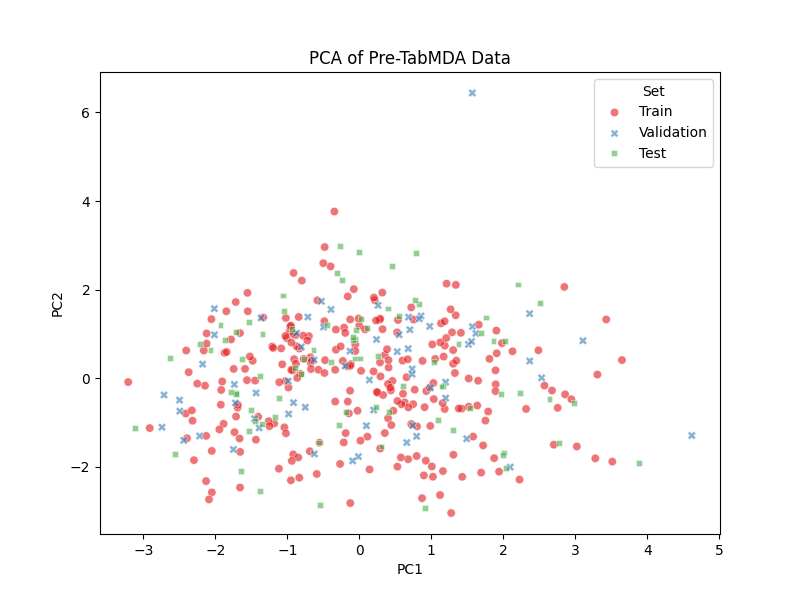 PCA of Pre-TabMDA Data
Set
Train
Validation
Test
PC2
6
4
2
0
−2
−3
−2
−1
0
1
2
3
4
5
PC1